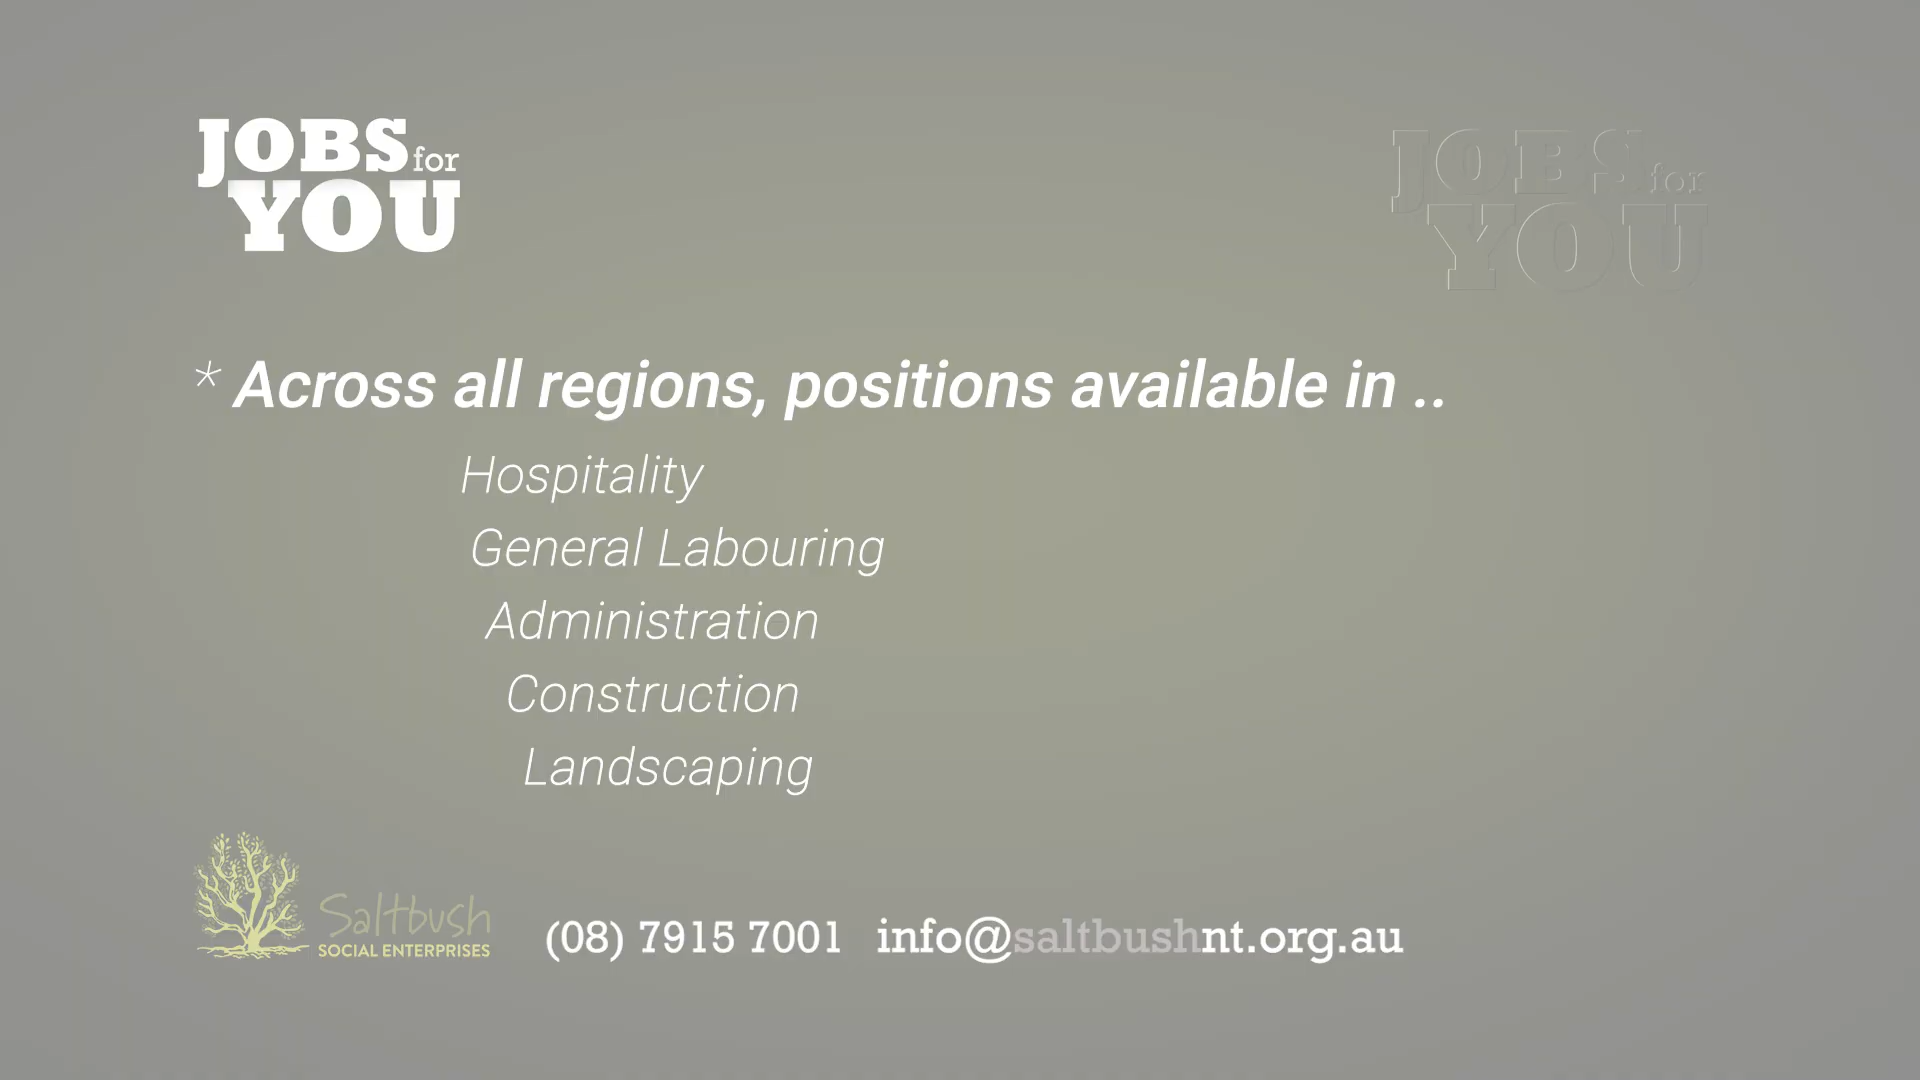 JOBS for
YOU
JOBS for
YOU
* Across all regions, positions available in ..
Hospitality
General Labouring
Administration
Construction
Landscaping
Saltbush
SOCIAL ENTERPRISES
(08) 7915 7001 info@saltbushnt.org.au